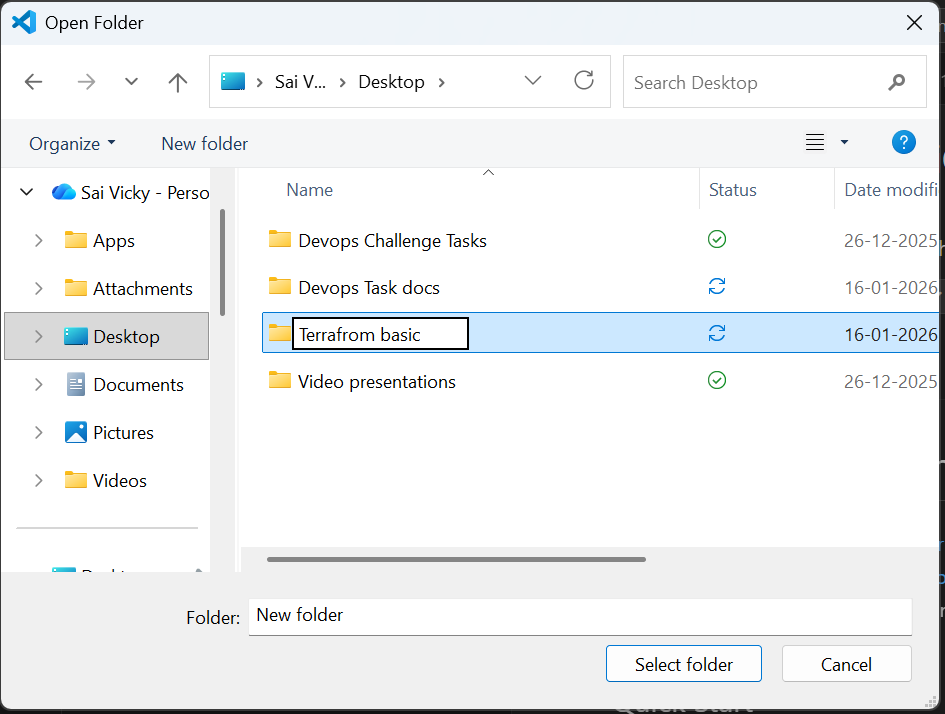 Open Folder
Sai V... Desktop
Search Desktop
Organize New folder
?
Sai Vicky - Perso
Apps
Attachments
Desktop
Documents
Pictures
Videos
Name Status Date modifi
Devops Challenge Tasks 26-12-2025
Devops Task docs 16-01-2026
Terrafrom basic 16-01-2026
Video presentations 26-12-2025
Folder: New folder
Select folder Cancel